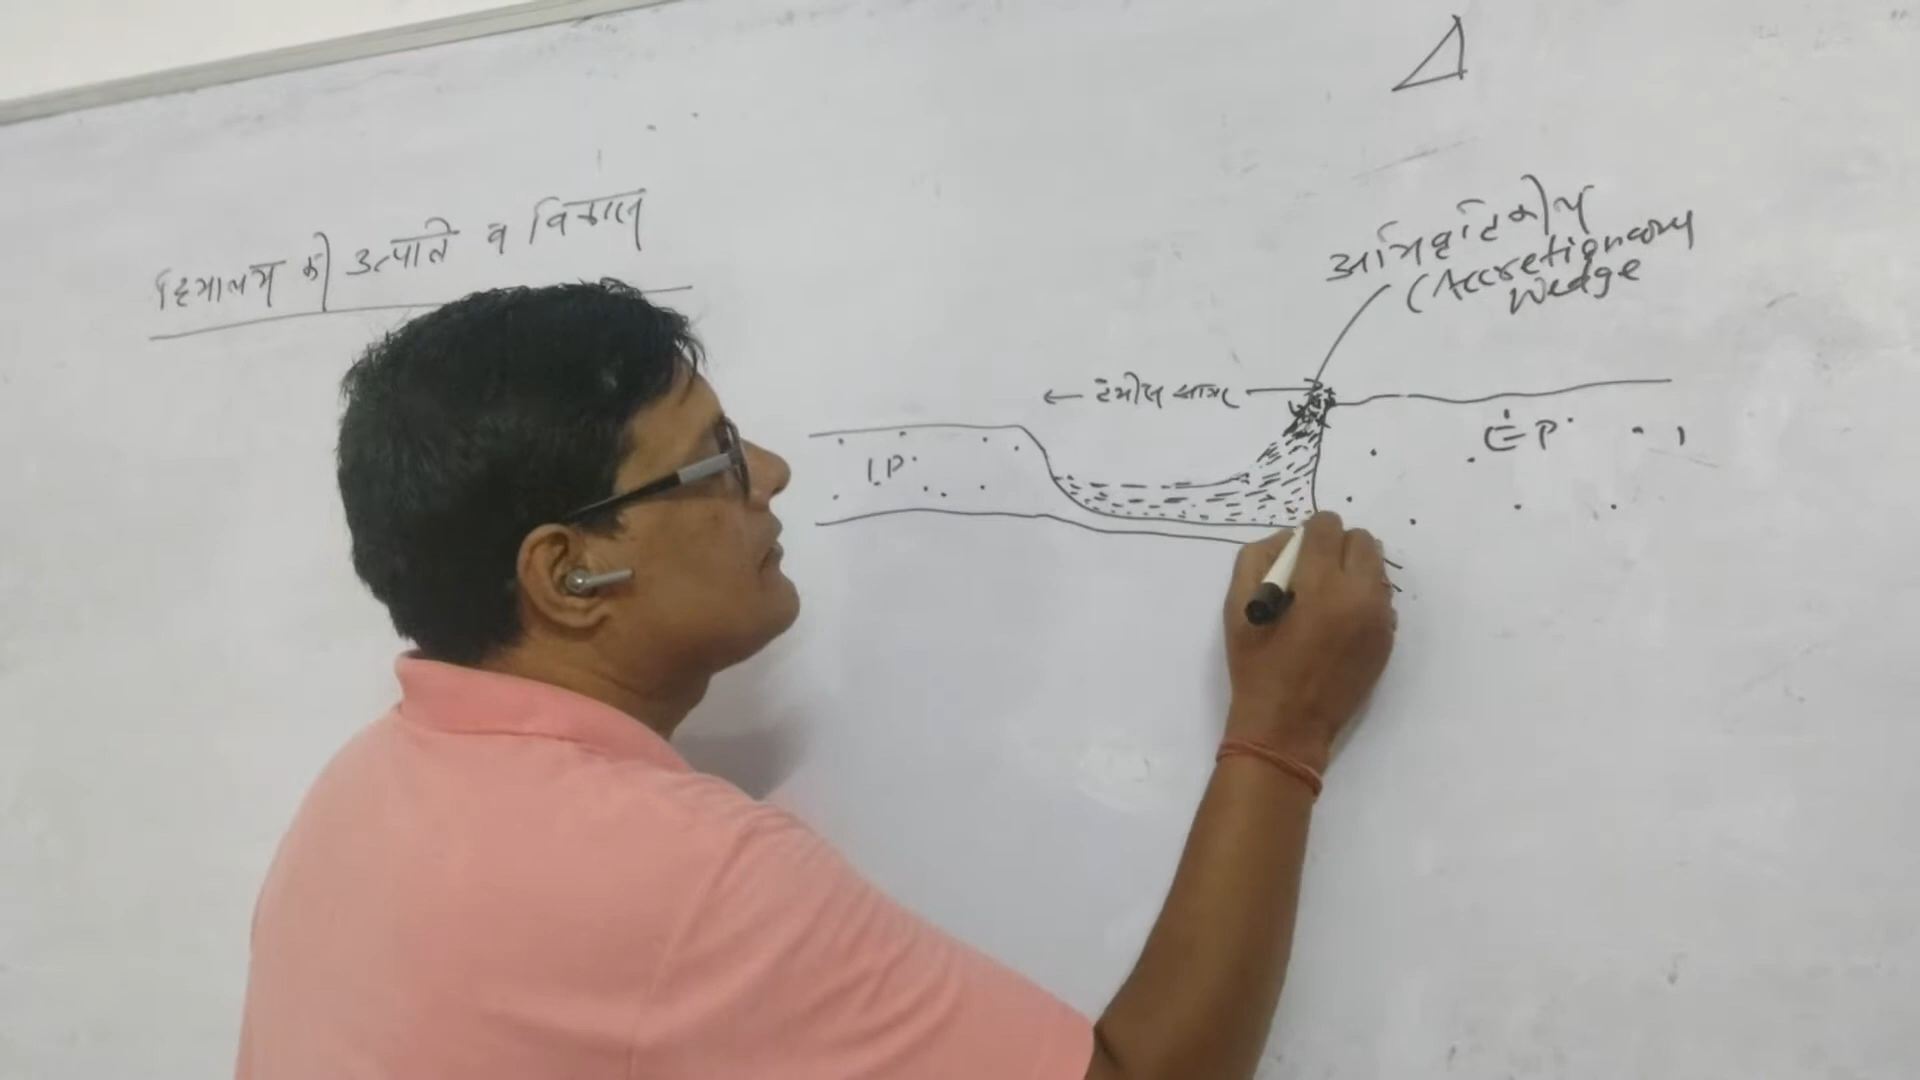 हिमालय की उत्पति व विकास
अभिवृद्धि कोण
(Accretionary
Wedge
← टेथीस सागर →
I.P.
E.P.